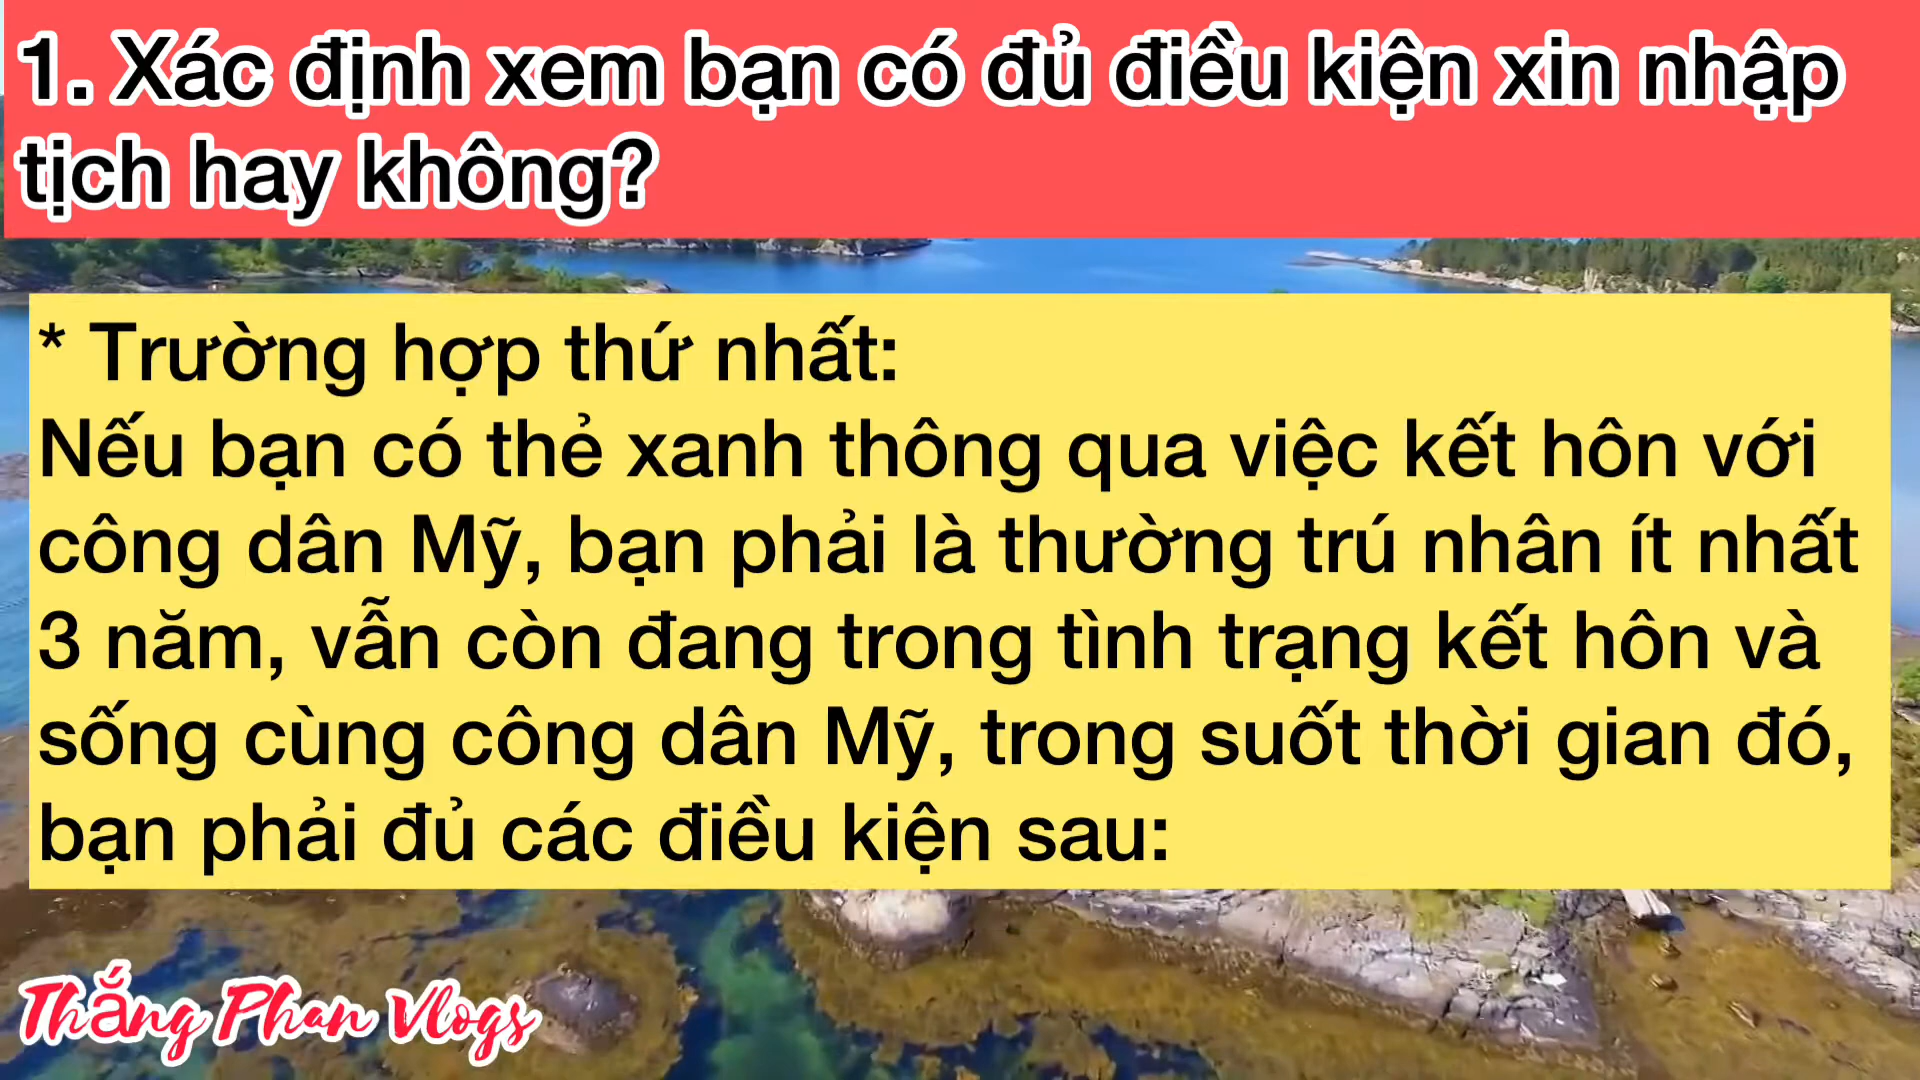 1. Xác định xem bạn có đủ điều kiện xin nhập
tịch hay không?
* Trường hợp thứ nhất:
Nếu bạn có thẻ xanh thông qua việc kết hôn với
công dân Mỹ, bạn phải là thường trú nhân ít nhất
3 năm, vẫn còn đang trong tình trạng kết hôn và
sống cùng công dân Mỹ, trong suốt thời gian đó,
bạn phải đủ các điều kiện sau:
Thắng Phan Vlogs